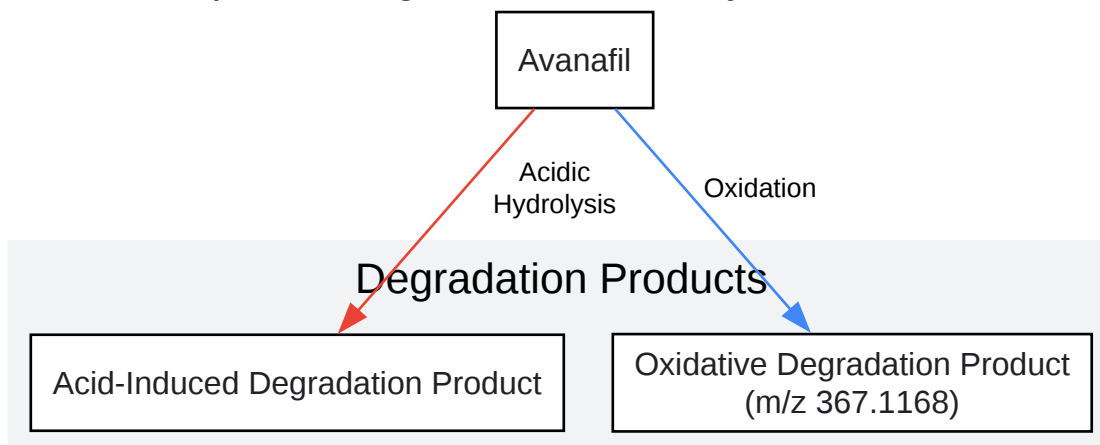 Avanafil
Acidic
Hydrolysis
Oxidation
Degradation Products
Acid-Induced Degradation Product
Oxidative Degradation Product
(m/z 367.1168)